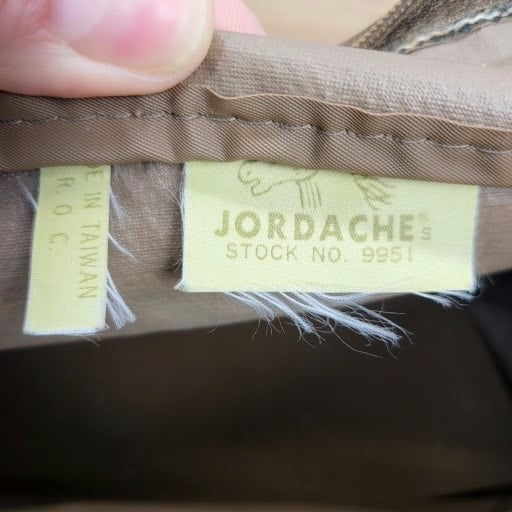 E IN TAIWAN
R. O. C.
JORDACHE®
S
STOCK NO. 9951